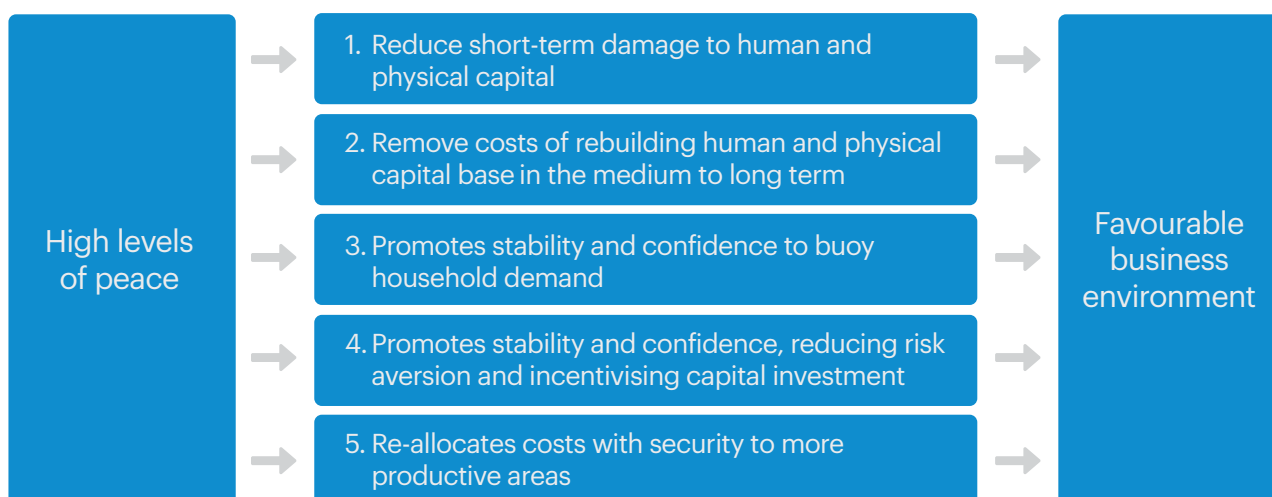 High levels
of peace
1. Reduce short-term damage to human and
physical capital
2. Remove costs of rebuilding human and physical
capital base in the medium to long term
3. Promotes stability and confidence to buoy
household demand
4. Promotes stability and confidence, reducing risk
aversion and incentivising capital investment
5. Re-allocates costs with security to more
productive areas
Favourable
business
environment